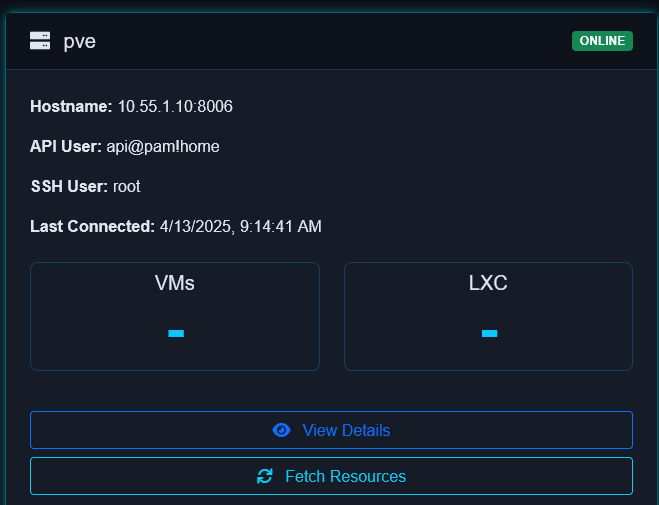 pve
ONLINE
Hostname: 10.55.1.10:8006
API User: api@pam!home
SSH User: root
Last Connected: 4/13/2025, 9:14:41 AM
VMs
LXC
-
-
View Details
Fetch Resources